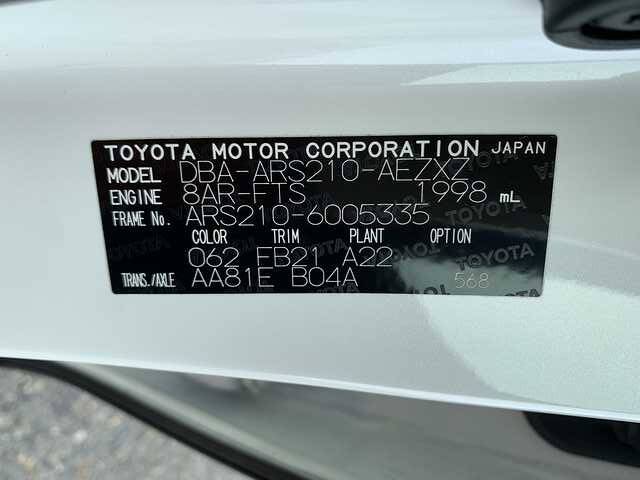 TOYOTA MOTOR CORPORATION JAPAN
MODEL DBA-ARS210-AEZXZ
ENGINE 8AR-FTS 1998 mL
FRAME No. ARS210-6005335
COLOR TRIM PLANT OPTION
062 FB21 A22
TRANS./AXLE AA81E B04A 568